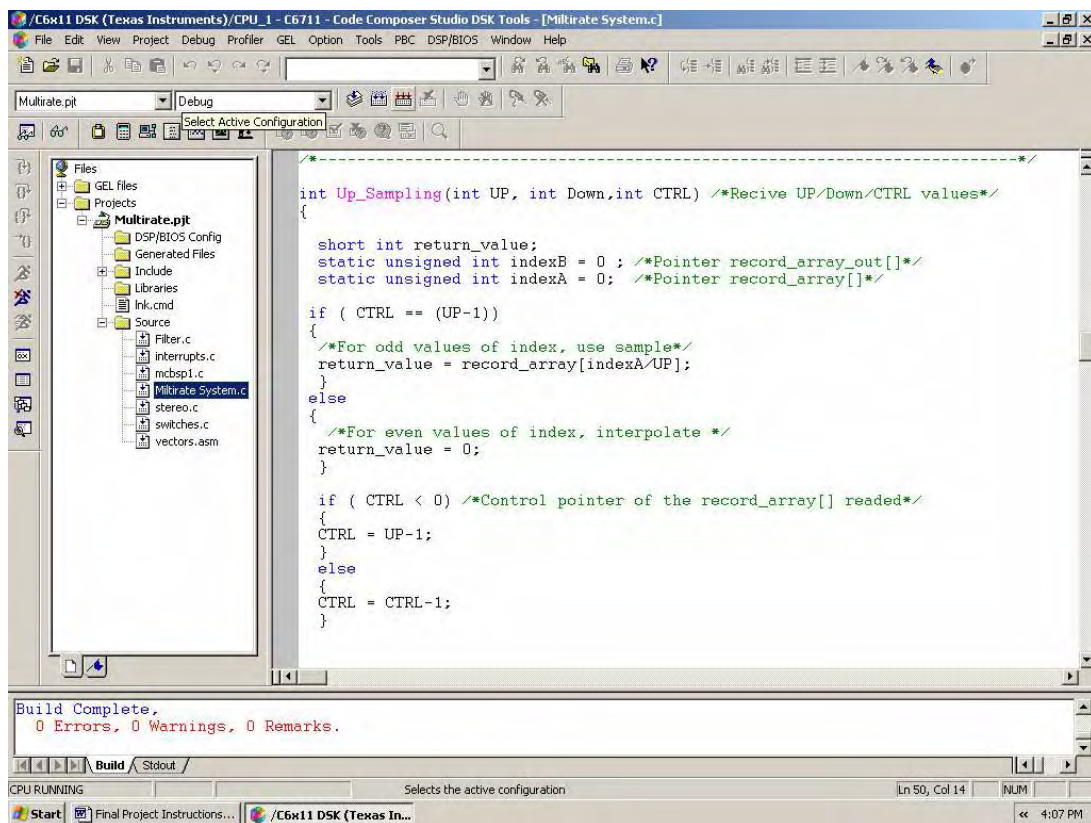 /C6x11 DSK (Texas Instruments)/CPU_1 - C6711 - Code Composer Studio DSK Tools - [Miltirate System.c]
File Edit View Project Debug Profiler GEL Option Tools PBC DSP/BIOS Window Help
Multirate.pjt Debug
Select Active Configuration
Files
GEL files
Projects
Multirate.pjt
DSP/BIOS Config
Generated Files
Include
Libraries
lnk.cmd
Source
Filter.c
interrupts.c
mcbsp1.c
Miltirate System.c
stereo.c
switches.c
vectors.asm
/*-----------------------------------------------------------------------*/
int Up_Sampling(int UP, int Down,int CTRL) /*Recive UP/Down/CTRL values*/
{
short int return_value;
static unsigned int indexB = 0 ; /*Pointer record_array_out[]*/
static unsigned int indexA = 0; /*Pointer record_array[]*/
if ( CTRL == (UP-1))
{
/*For odd values of index, use sample*/
return_value = record_array[indexA/UP];
}
else
{
/*For even values of index, interpolate */
return_value = 0;
}
if ( CTRL < 0) /*Control pointer of the record_array[] readed*/
{
CTRL = UP-1;
}
else
{
CTRL = CTRL-1;
}
Build Complete,
0 Errors, 0 Warnings, 0 Remarks.
Build Stdout
CPU RUNNING Selects the active configuration Ln 50, Col 14 NUM
Start Final Project Instructions... /C6x11 DSK (Texas In... « 4:07 PM